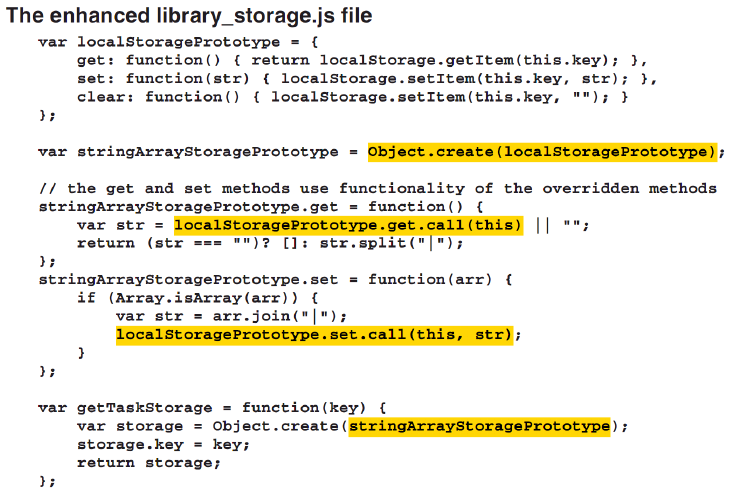 The enhanced library_storage.js file
var localStoragePrototype = {
    get: function() { return localStorage.getItem(this.key); },
    set: function(str) { localStorage.setItem(this.key, str); },
    clear: function() { localStorage.setItem(this.key, ""); }
};

var stringArrayStoragePrototype = Object.create(localStoragePrototype);

// the get and set methods use functionality of the overridden methods
stringArrayStoragePrototype.get = function() {
    var str = localStoragePrototype.get.call(this) || "";
    return (str === "")? []: str.split("|");
};
stringArrayStoragePrototype.set = function(arr) {
    if (Array.isArray(arr)) {
        var str = arr.join("|");
        localStoragePrototype.set.call(this, str);
    }
};

var getTaskStorage = function(key) {
    var storage = Object.create(stringArrayStoragePrototype);
    storage.key = key;
    return storage;
};